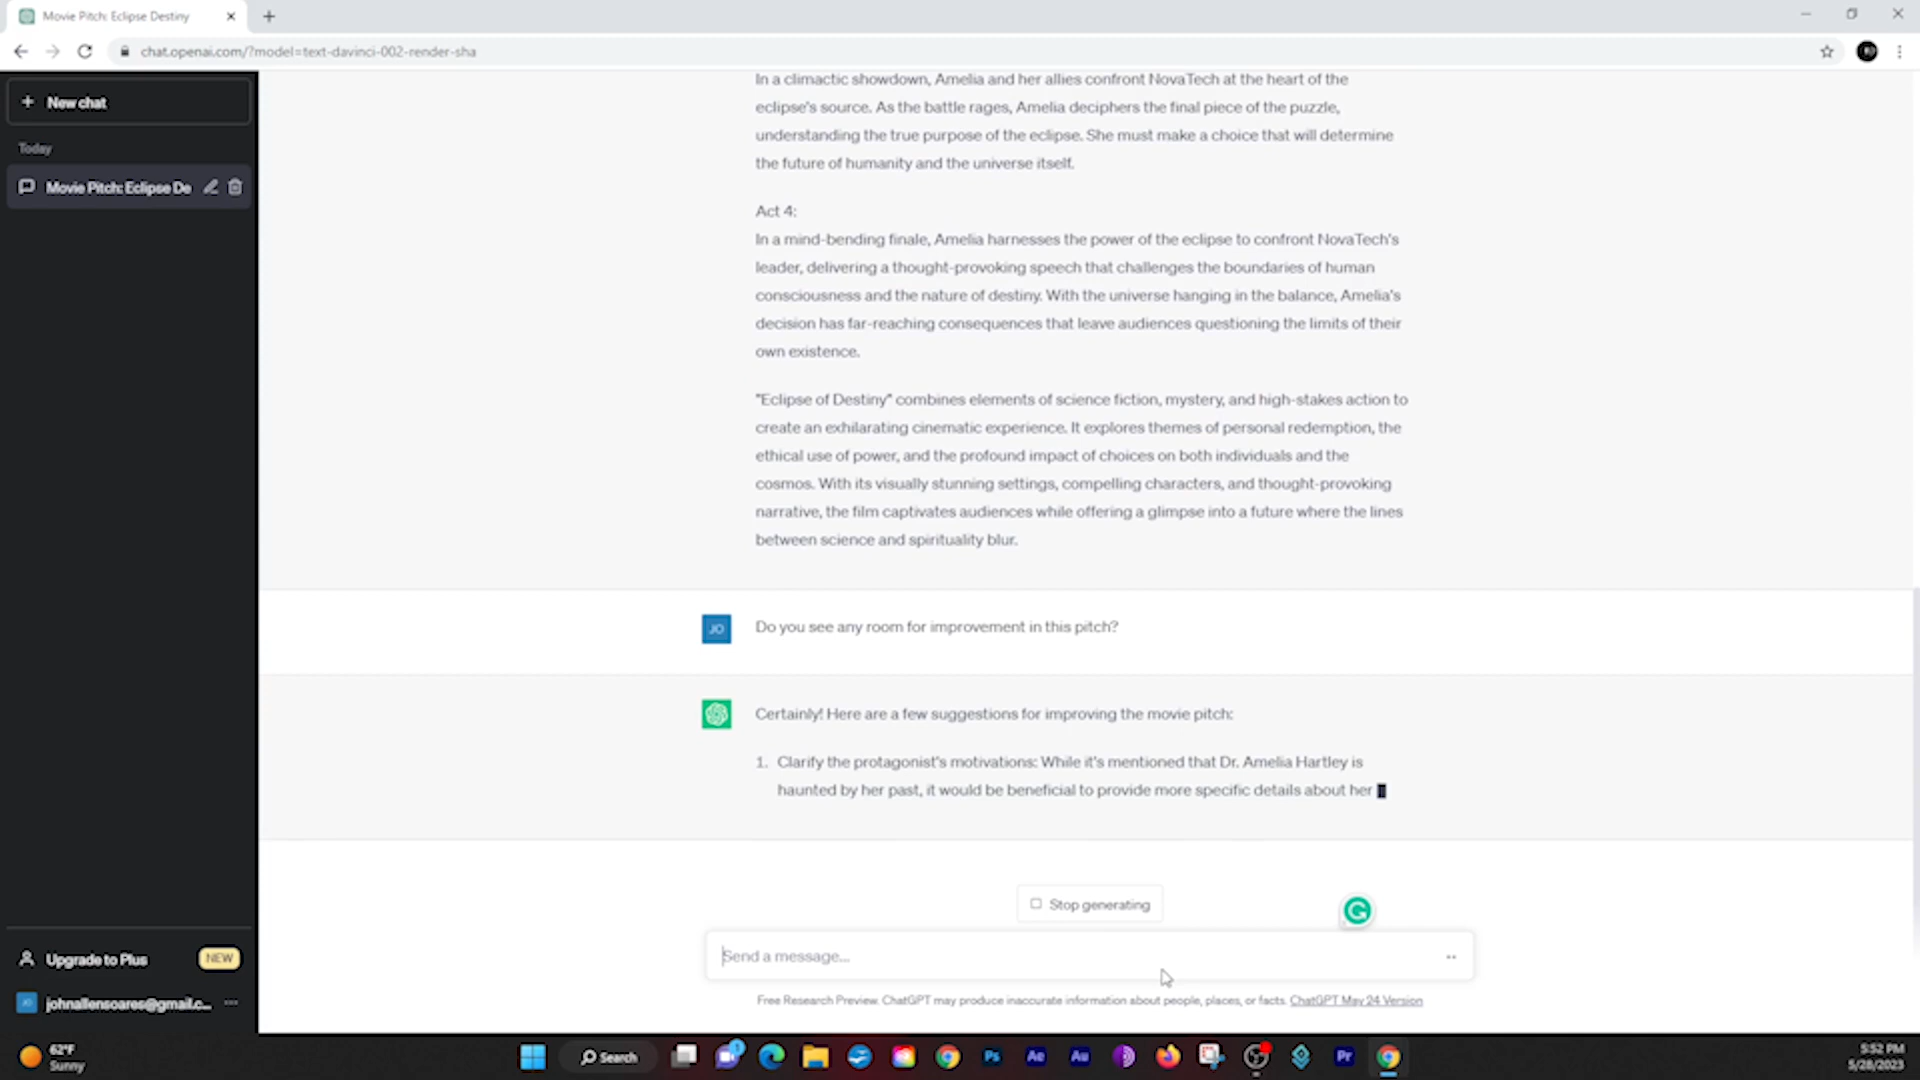 Movie Pitch: Eclipse Destiny
chat.openai.com/?model=text-davinci-002-render-sha
New chat
Today
Movie Pitch: Eclipse De
In a climactic showdown, Amelia and her allies confront NovaTech at the heart of the
eclipse's source. As the battle rages, Amelia deciphers the final piece of the puzzle,
understanding the true purpose of the eclipse. She must make a choice that will determine
the future of humanity and the universe itself.
Act 4:
In a mind-bending finale, Amelia harnesses the power of the eclipse to confront NovaTech's
leader, delivering a thought-provoking speech that challenges the boundaries of human
consciousness and the nature of destiny. With the universe hanging in the balance, Amelia's
decision has far-reaching consequences that leave audiences questioning the limits of their
own existence.
"Eclipse of Destiny" combines elements of science fiction, mystery, and high-stakes action to
create an exhilarating cinematic experience. It explores themes of personal redemption, the
ethical use of power, and the profound impact of choices on both individuals and the
cosmos. With its visually stunning settings, compelling characters, and thought-provoking
narrative, the film captivates audiences while offering a glimpse into a future where the lines
between science and spirituality blur.
JO
Do you see any room for improvement in this pitch?
Certainly! Here are a few suggestions for improving the movie pitch:
1. Clarify the protagonist's motivations: While it's mentioned that Dr. Amelia Hartley is
haunted by her past, it would be beneficial to provide more specific details about her
Stop generating
Send a message...
Free Research Preview. ChatGPT may produce inaccurate information about people, places, or facts. ChatGPT May 24 Version
Upgrade to Plus
NEW
johnallensoares@gmail.c...
62°F
Sunny
Search
1
Ps
Ae
Au
Pr
5:52 PM
5/28/2023